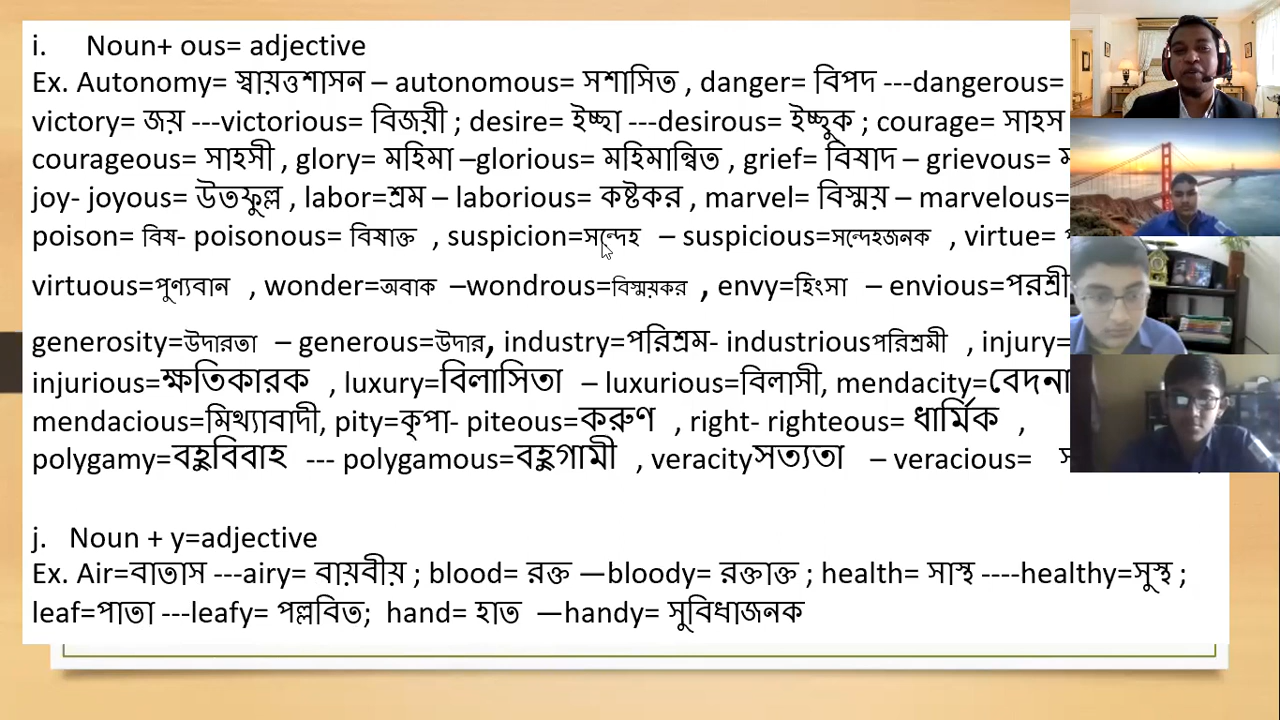 i. Noun+ ous= adjective
Ex. Autonomy= স্বায়ত্তশাসন – autonomous= সশাসিত , danger= বিপদ ---dangerous=
victory= জয় ---victorious= বিজয়ী ; desire= ইচ্ছা ---desirous= ইচ্ছুক ; courage= সাহস
courageous= সাহসী , glory= মহিমা –glorious= মহিমান্বিত , grief= বিষাদ – grievous=
joy- joyous= উতফুল্ল , labor=শ্রম – laborious= কষ্টকর , marvel= বিস্ময় – marvelous=
poison= বিষ- poisonous= বিষাক্ত , suspicion=সন্দেহ – suspicious=সন্দেহজনক , virtue=
virtuous=পুণ্যবান , wonder=অবাক –wondrous=বিস্ময়কর , envy=হিংসা – envious=পরশ্রী
generosity=উদারতা – generous=উদার, industry=পরিশ্রম- industriousপরিশ্রমী , injury=
injurious=ক্ষতিকারক , luxury=বিলাসিতা – luxurious=বিলাসী, mendacity=বেদনা
mendacious=মিথ্যাবাদী, pity=কৃপা- piteous=করুণ , right- righteous= ধার্মিক ,
polygamy=বহুবিবাহ --- polygamous=বহুগামী , veracityসত্যতা – veracious=
j. Noun + y=adjective
Ex. Air=বাতাস ---airy= বায়বীয় ; blood= রক্ত —bloody= রক্তাক্ত ; health= সাস্থ ----healthy=সুস্থ ;
leaf=পাতা ---leafy= পল্লবিত; hand= হাত —handy= সুবিধাজনক